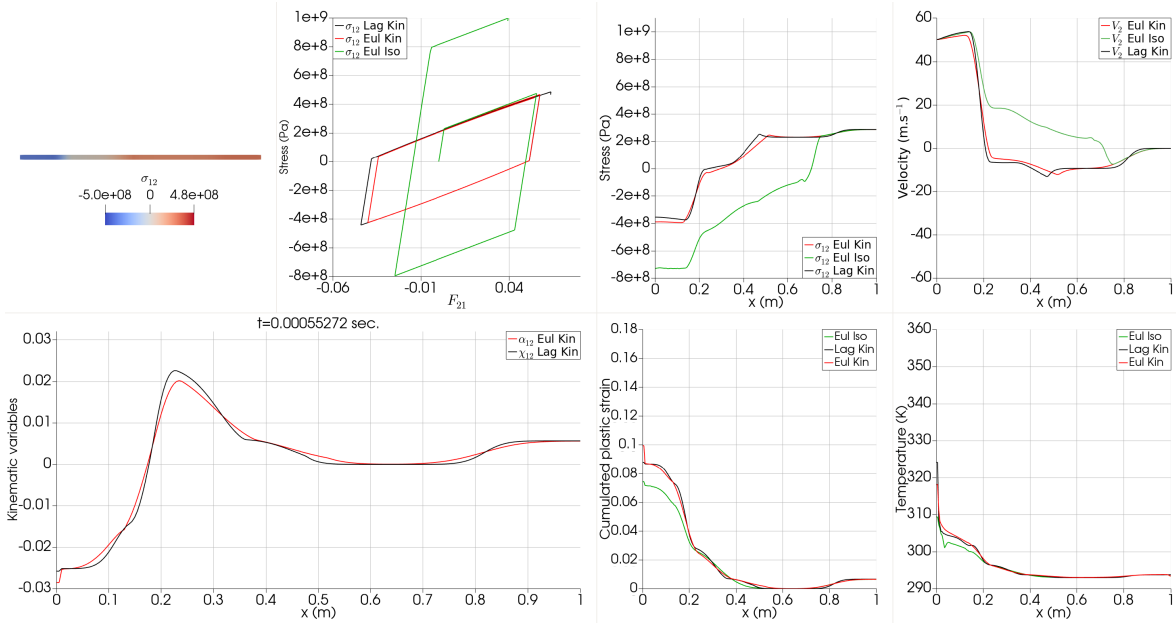 σ12
-5.0e+08 0 4.8e+08
Stress (Pa)
1e+9
8e+8
6e+8
4e+8
2e+8
0
-2e+8
-4e+8
-6e+8
-8e+8
-0.06 -0.01 0.04
F21
σ12 Lag Kin
σ12 Eul Kin
σ12 Eul Iso
Stress (Pa)
1e+9
8e+8
6e+8
4e+8
2e+8
0
-2e+8
-4e+8
-6e+8
-8e+8
0 0.2 0.4 0.6 0.8 1
x (m)
σ12 Eul Kin
σ12 Eul Iso
σ12 Lag Kin
Velocity (m.s⁻¹)
60
40
20
0
-20
-40
-60
0 0.2 0.4 0.6 0.8 1
x (m)
V2 Eul Kin
V2 Eul Iso
V2 Lag Kin
t=0.00055272 sec.
Kinematic variables
0.03
0.02
0.01
0
-0.01
-0.02
-0.03
0 0.1 0.2 0.3 0.4 0.5 0.6 0.7 0.8 0.9 1
x (m)
α12 Eul Kin
χ12 Lag Kin
Cumulated plastic strain
0.18
0.16
0.14
0.12
0.1
0.08
0.06
0.04
0.02
0
0 0.2 0.4 0.6 0.8 1
x (m)
Eul Iso
Lag Kin
Eul Kin
Temperature (K)
360
350
340
330
320
310
300
290
0 0.2 0.4 0.6 0.8 1
x (m)
Eul Iso
Lag Kin
Eul Kin